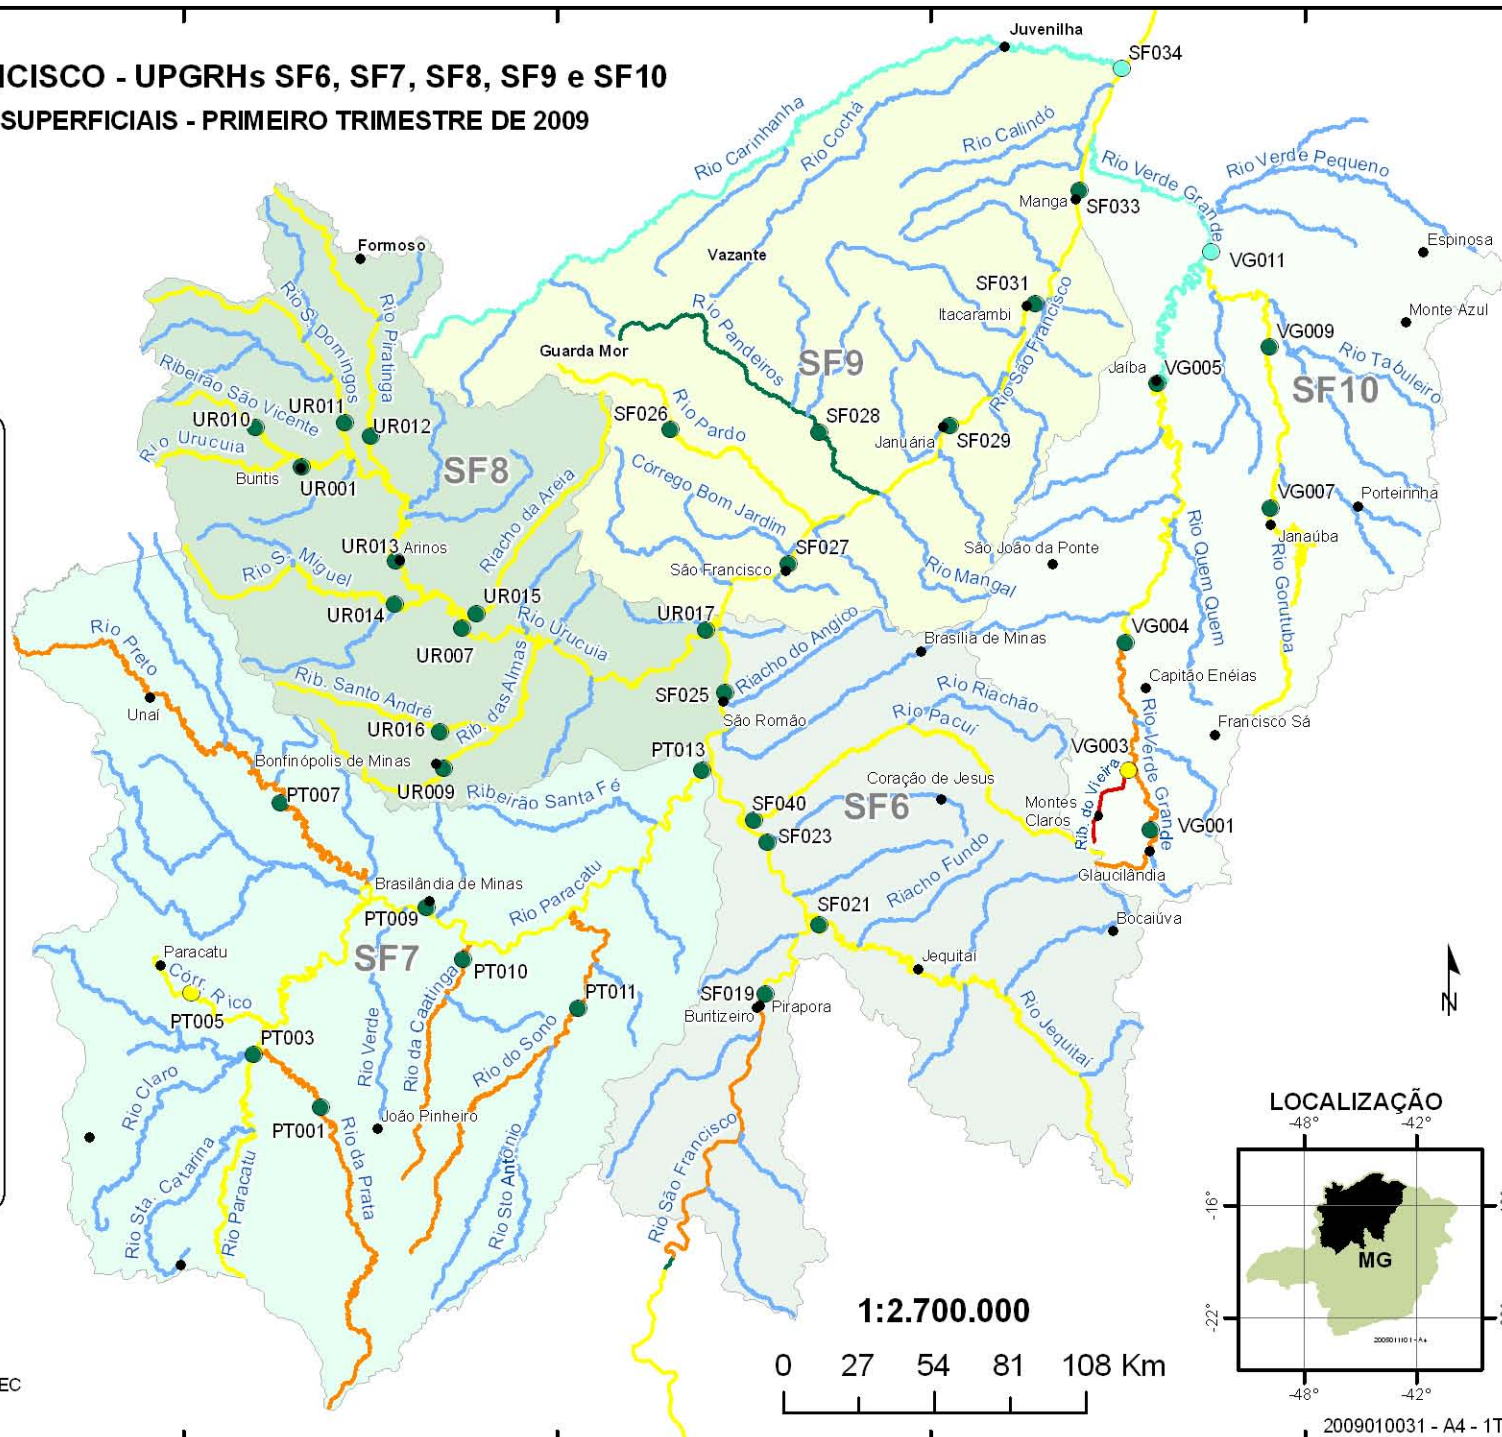 ICISCO - UPGRHs SF6, SF7, SF8, SF9 e SF10
SUPERFICIAIS - PRIMEIRO TRIMESTRE DE 2009
Juvenilha
SF034
Rio Carinhanha
Rio Cochá
Rio Calindó
Rio Verde Grande
Rio Verde Pequeno
Manga
SF033
Espinosa
Formoso
Vazante
VG011
SF031
Itacarambi
Monte Azul
Rio S. Domingos
Rio Piratinga
Rio Pandeiros
Rio São Francisco
VG009
Guarda Mor
SF9
Rio Tabuleiro
Jaíba
VG005
SF10
Ribeirão São Vicente
UR010
UR011
UR012
SF026
Rio Pardo
SF028
Januária
SF029
Rio Urucuia
Buritis
UR001
SF8
Córrego Bom Jardim
VG007
Porteirinha
Riacho da Areia
Janaúba
UR013
Arinos
SF027
São João da Ponte
Rio Quem Quem
Rio S. Miguel
São Francisco
Rio Mangal
Rio Gorutuba
UR014
UR015
UR017
Rio Urucuia
UR007
Riacho do Angico
Brasília de Minas
VG004
Rio Preto
Capitão Enéias
Rib. Santo André
Rib. das Almas
SF025
Rio Riachão
Unaí
São Romão
Rio Pacuí
Francisco Sá
UR016
PT013
VG003
Rio Verde Grande
Bonfinópolis de Minas
UR009
Ribeirão Santa Fé
Coração de Jesus
Rib. do Vieira
PT007
SF040
SF6
Montes
Claros
VG001
SF023
Glaucilândia
Brasilândia de Minas
Riacho Fundo
PT009
Rio Paracatu
SF021
Bocaiúva
Paracatu
SF7
Jequitaí
Córr. Rico
PT010
PT011
SF019
Pirapora
Buritizeiro
N
PT005
PT003
Rio Verde
Rio da Caatinga
Rio do Sono
Rio Jequitaí
Rio Claro
PT001
João Pinheiro
Rio da Prata
Rio São Francisco
Rio Sta. Catarina
Rio Paracatu
Rio Sto Antônio
LOCALIZAÇÃO
-48° -42°
-16°
MG
-22°
-48° -42°
1:2.700.000
0 27 54 81 108 Km
EC
2009010031 - A4 - 1T